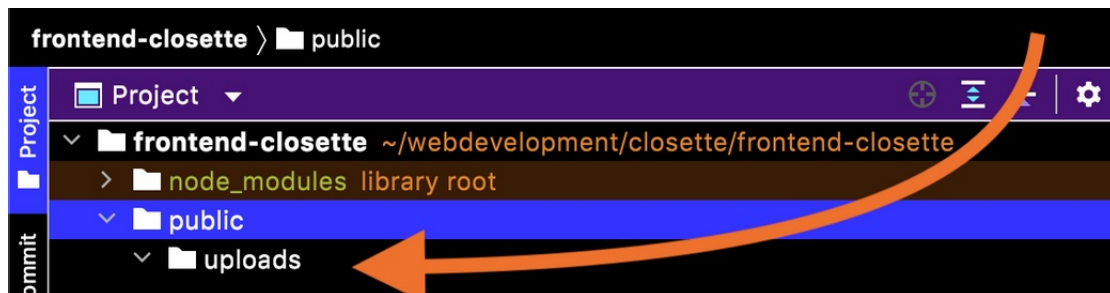 frontend-closette 〉 public
Project
Project
frontend-closette ~/webdevelopment/closette/frontend-closette
node_modules library root
public
uploads
ommit